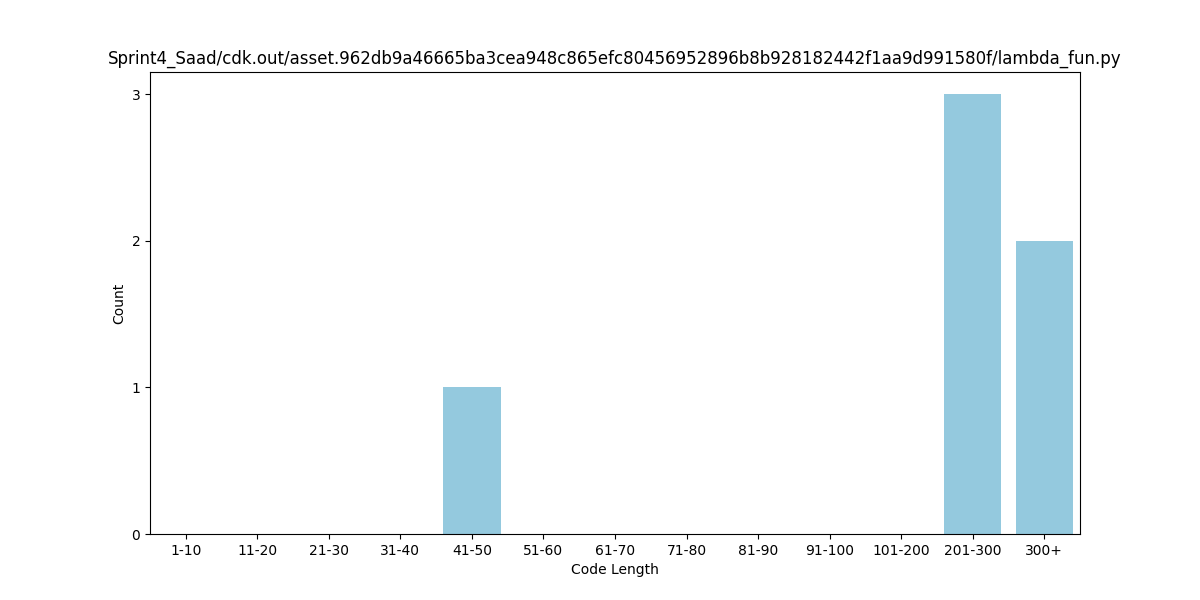 Sprint4_Saad/cdk.out/asset.962db9a46665ba3cea948c865efc80456952896b8b928182442f1aa9d991580f/lambda_fun.py
3
2
1
0
Count
1-10 11-20 21-30 31-40 41-50 51-60 61-70 71-80 81-90 91-100 101-200 201-300 300+
Code Length